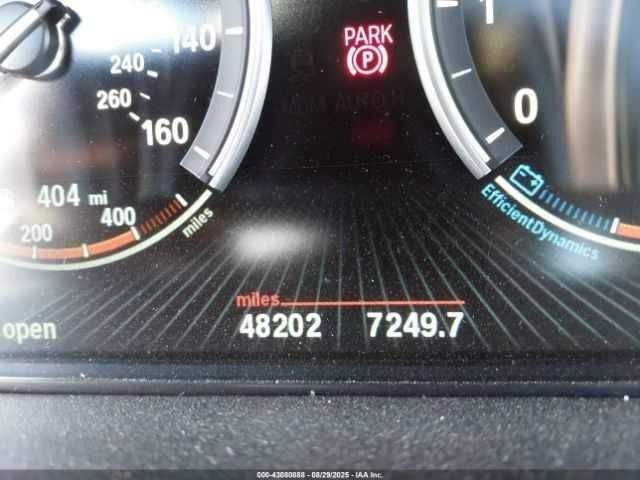 140
240
260
160
PARK
P
1
0
404 mi
200
400
miles
EfficientDynamics
miles
48202 7249.7
open
000-43080888 - 08/29/2025 - IAA Inc.